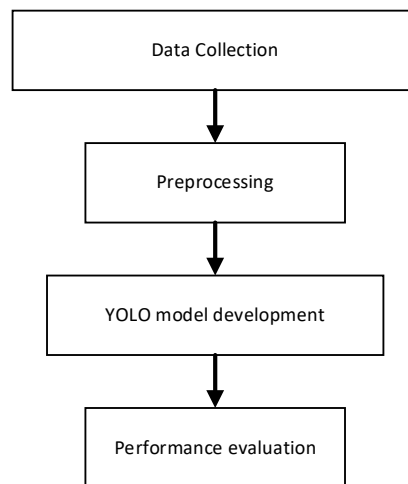 Data Collection
Preprocessing
YOLO model development
Performance evaluation